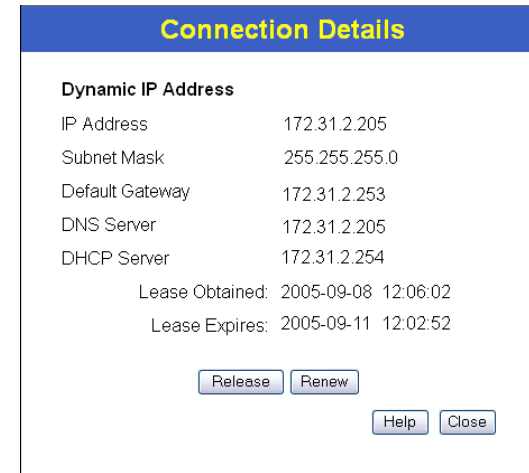 Connection Details
Dynamic IP Address
IP Address 172.31.2.205
Subnet Mask 255.255.255.0
Default Gateway 172.31.2.253
DNS Server 172.31.2.205
DHCP Server 172.31.2.254
Lease Obtained: 2005-09-08 12:06:02
Lease Expires: 2005-09-11 12:02:52
Release Renew
Help Close